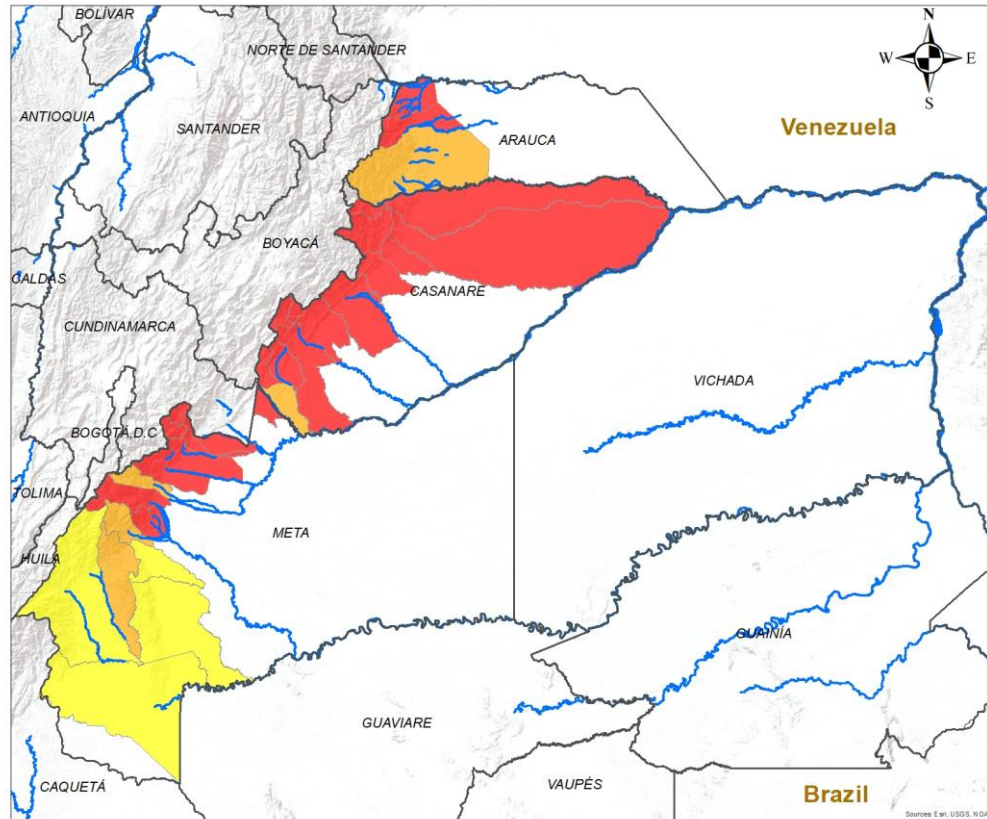 BOLÍVAR
N
NORTE DE SANTANDER
W
E
S
ANTIOQUIA
SANTANDER
ARAUCA
Venezuela
BOYACÁ
CALDAS
CASANARE
CUNDINAMARCA
VICHADA
BOGOTÁ D.C
TOLIMA
META
HUILA
GUAINÍA
GUAVIARE
CAQUETÁ
VAUPÉS
Brazil
Sources: Esri, USGS, NOA